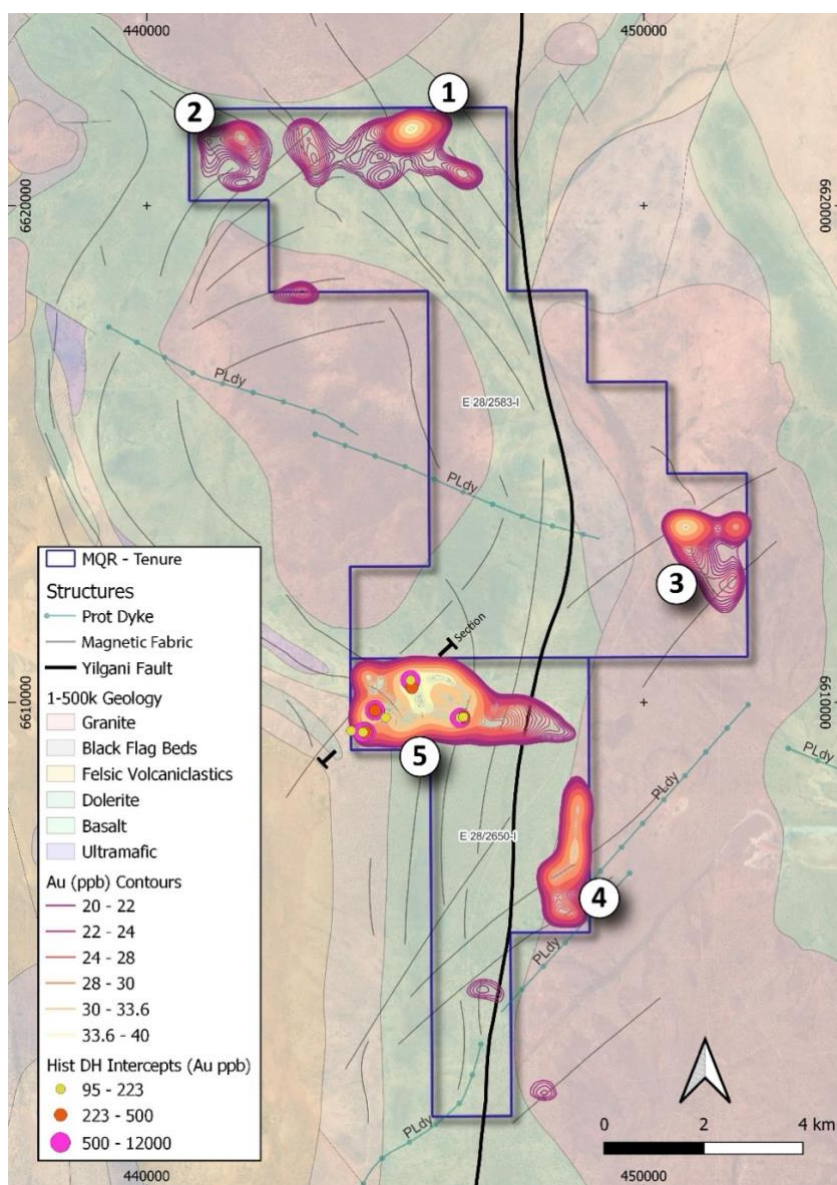 440000
450000
1
2
6620000
6620000
PLdy
E 28/2583-I
PLdy
3
Section
6610000
6610000
5
PLdy
PLdy
E 28/2650-I
4
PLdy
PLdy
MQR - Tenure
Structures
Prot Dyke
Magnetic Fabric
Yilgani Fault
1-500k Geology
Granite
Black Flag Beds
Felsic Volcaniclastics
Dolerite
Basalt
Ultramafic
Au (ppb) Contours
20 - 22
22 - 24
24 - 28
28 - 30
30 - 33.6
33.6 - 40
Hist DH Intercepts (Au ppb)
95 - 223
223 - 500
500 - 12000
0 2 4 km
440000
450000